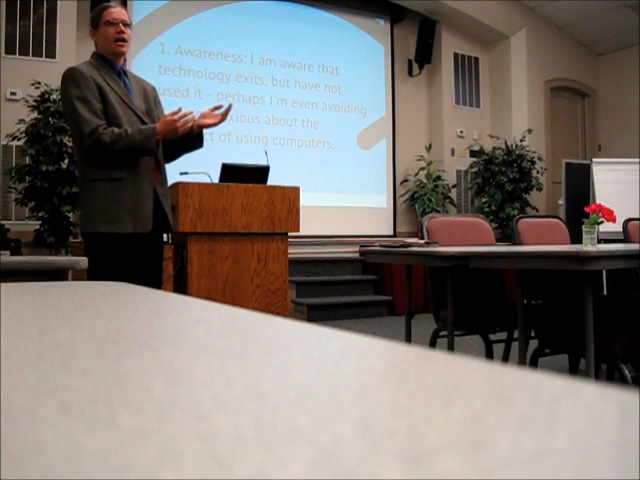 1. Awareness: I am aware that
technology exits, but have not
used it - perhaps I'm even avoiding
about the
of using computers.